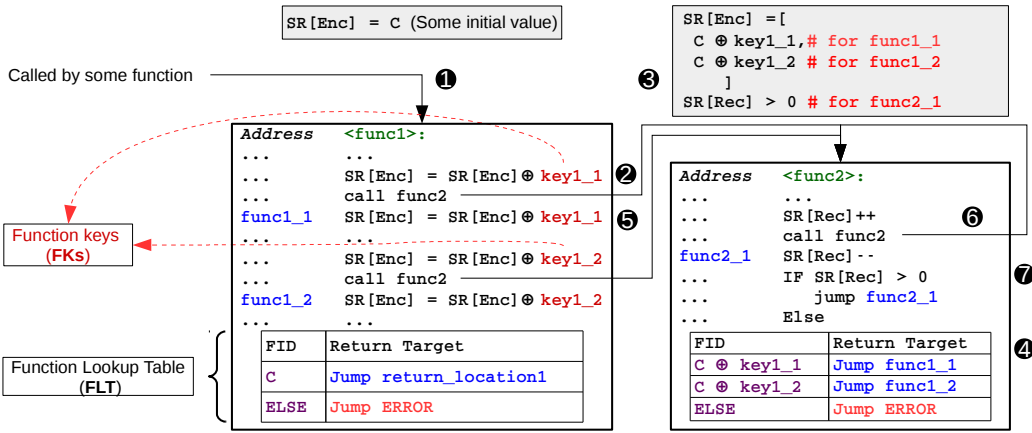 SR[Enc] = C (Some initial value)
SR[Enc] =[
C ⊕ key1_1,# for func1_1
C ⊕ key1_2 # for func1_2
]
SR[Rec] > 0 # for func2_1
❸
Called by some function
❶
Address <func1>:
... ...
... SR[Enc] = SR[Enc]⊕ key1_1
❷
... call func2
func1_1 SR[Enc] = SR[Enc]⊕ key1_1
❺
... ...
... SR[Enc] = SR[Enc]⊕ key1_2
... call func2
func1_2 SR[Enc] = SR[Enc]⊕ key1_2
... ...
FID Return Target
C Jump return_location1
ELSE Jump ERROR
Function keys
(FKs)
Function Lookup Table
(FLT)
Address <func2>:
... ...
... SR[Rec]++
❻
... call func2
func2_1 SR[Rec]--
... IF SR[Rec] > 0
❼
... jump func2_1
... Else
❹
FID Return Target
C ⊕ key1_1 Jump func1_1
C ⊕ key1_2 Jump func1_2
ELSE Jump ERROR